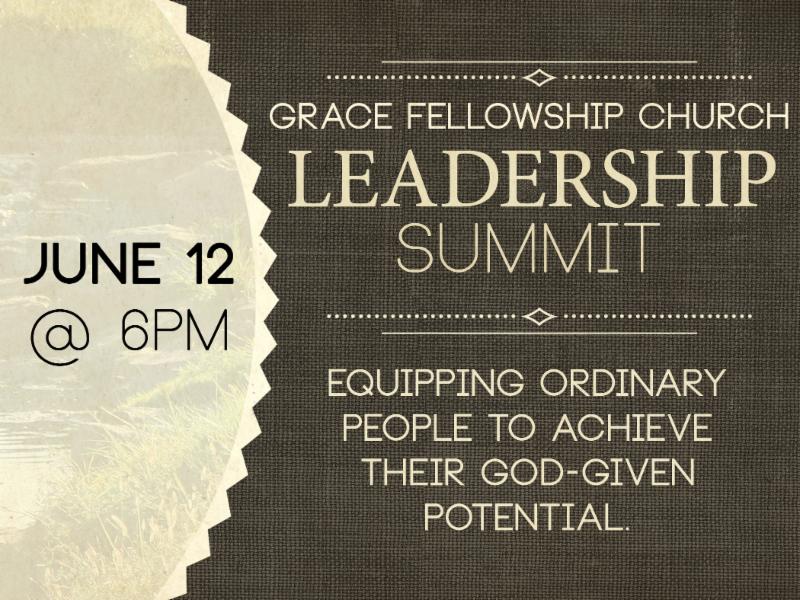 JUNE 12
@ 6PM
GRACE FELLOWSHIP CHURCH
LEADERSHIP
SUMMIT
EQUIPPING ORDINARY
PEOPLE TO ACHIEVE
THEIR GOD-GIVEN
POTENTIAL.